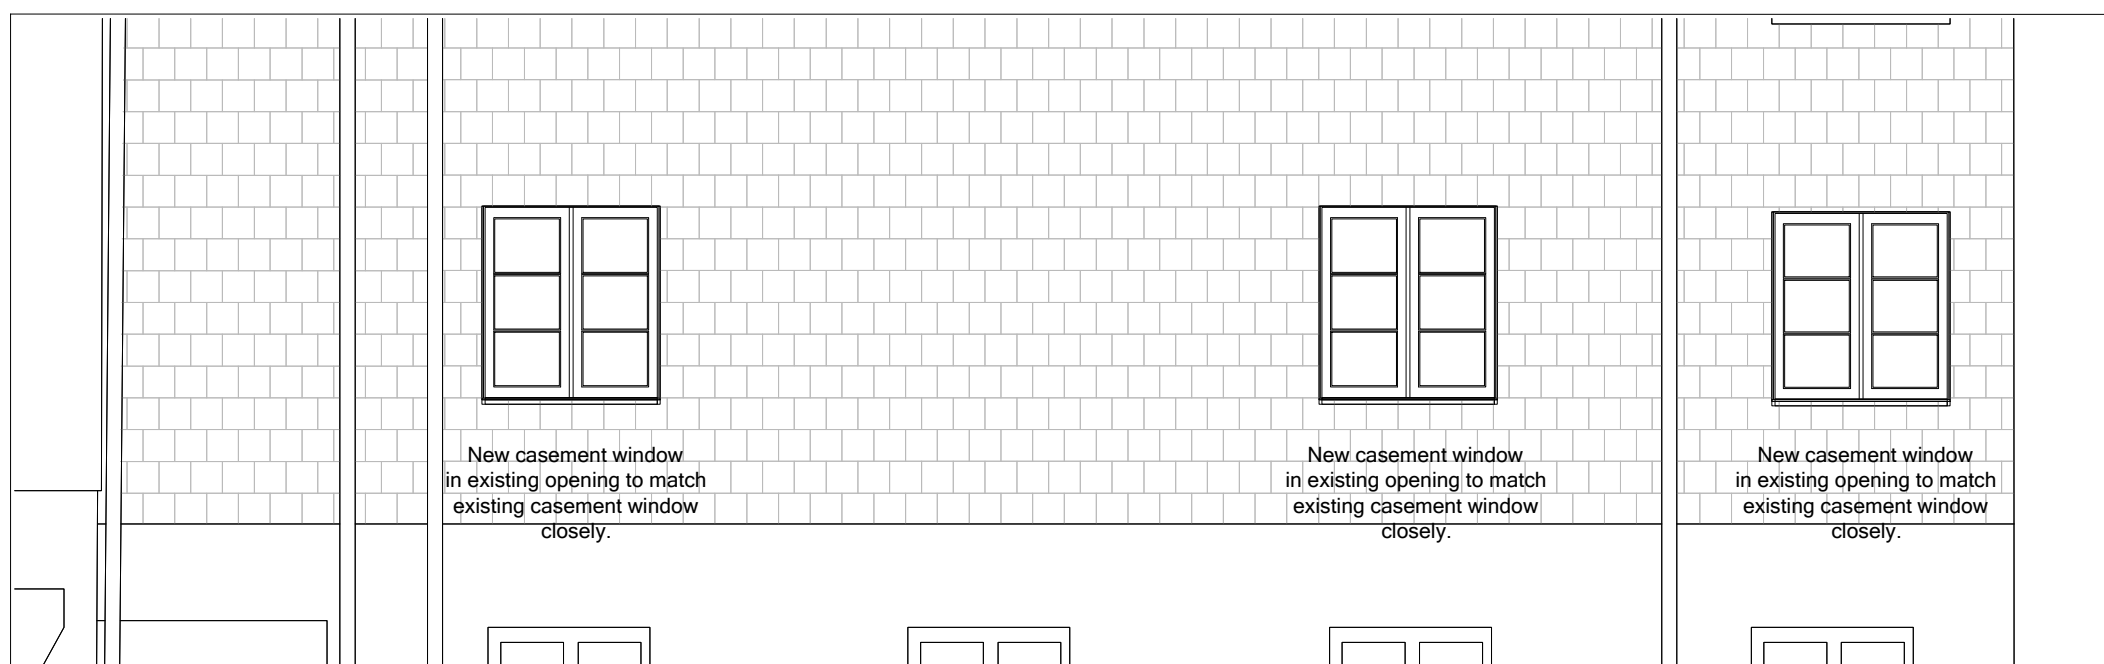 New casement window
in existing opening to match
existing casement window
closely.
New casement window
in existing opening to match
existing casement window
closely.
New casement window
in existing opening to match
existing casement window
closely.